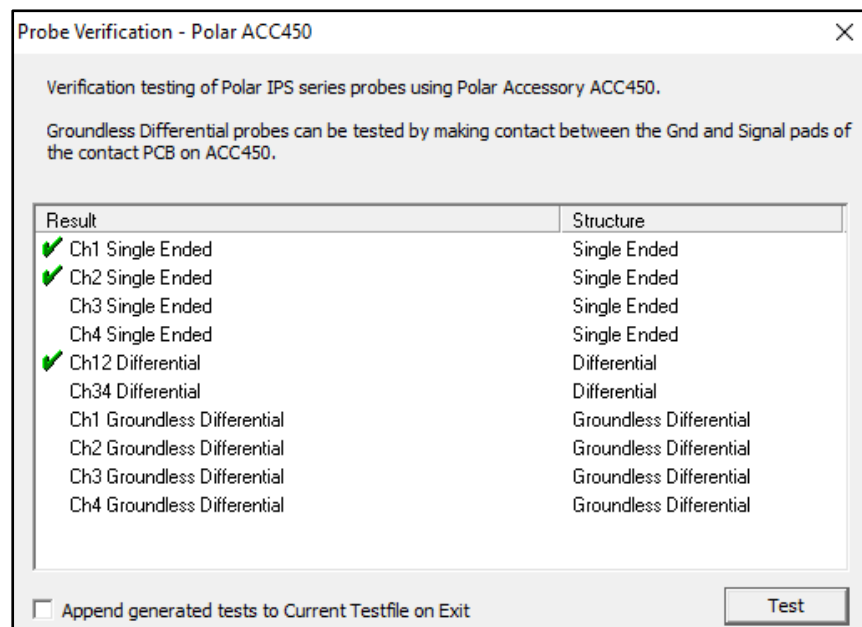 Probe Verification - Polar ACC450
Verification testing of Polar IPS series probes using Polar Accessory ACC450.
Groundless Differential probes can be tested by making contact between the Gnd and Signal pads of
the contact PCB on ACC450.
Result Structure
Ch1 Single Ended Single Ended
Ch2 Single Ended Single Ended
Ch3 Single Ended Single Ended
Ch4 Single Ended Single Ended
Ch12 Differential Differential
Ch34 Differential Differential
Ch1 Groundless Differential Groundless Differential
Ch2 Groundless Differential Groundless Differential
Ch3 Groundless Differential Groundless Differential
Ch4 Groundless Differential Groundless Differential
Append generated tests to Current Testfile on Exit Test